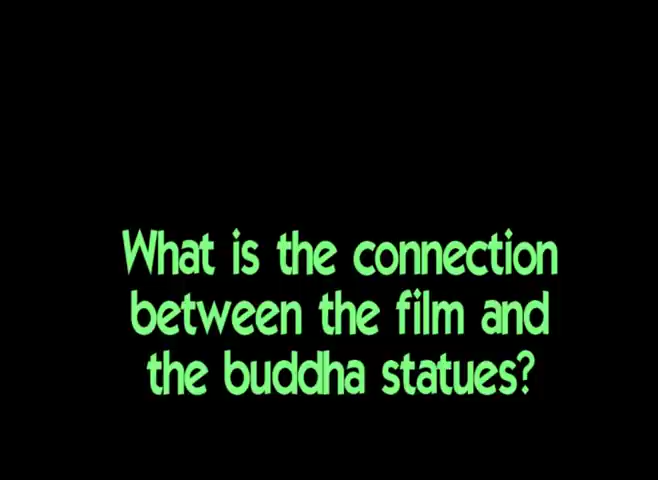 What is the connection
between the film and
the buddha statues?